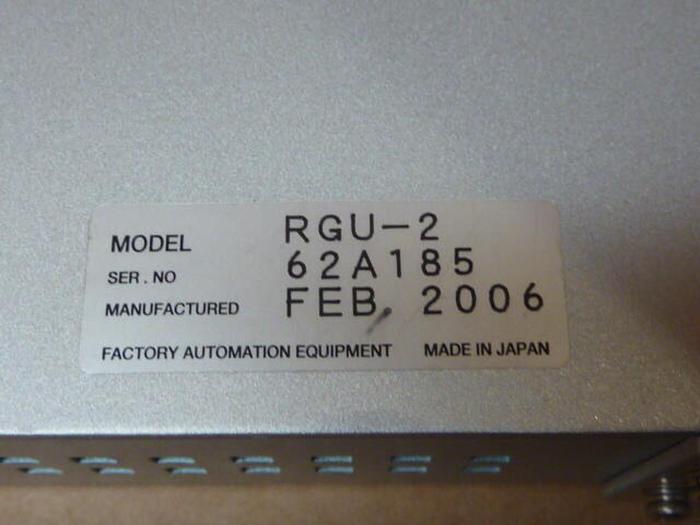 MODEL RGU-2
SER. NO 62A185
MANUFACTURED FEB. 2006
FACTORY AUTOMATION EQUIPMENT MADE IN JAPAN